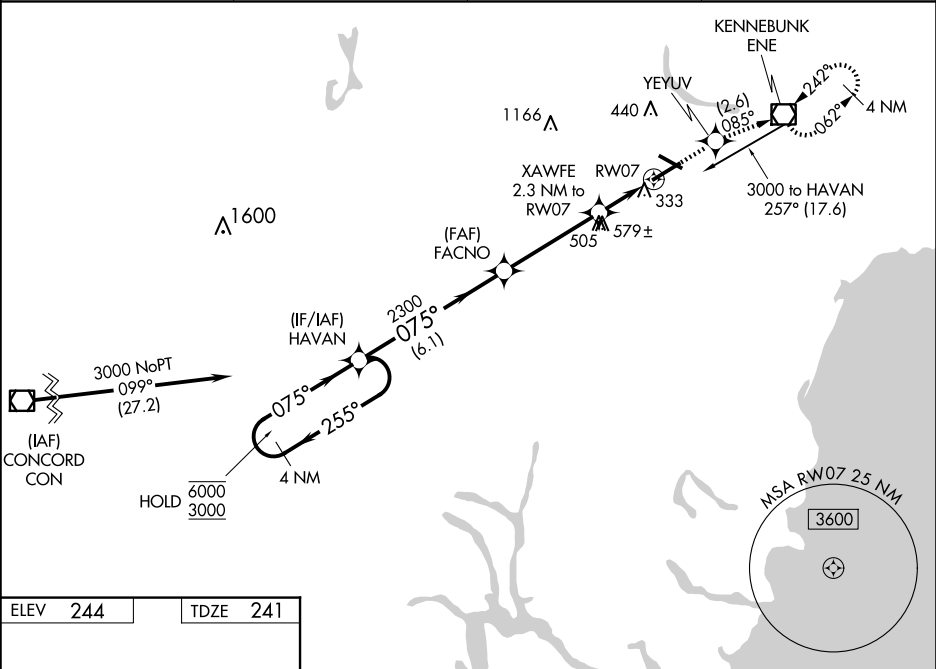 KENNEBUNK
ENE
YEYUV
242°
(2.6)
085°
062°
4 NM
1166
440
XAWFE
2.3 NM to
RW07
RW07
333
3000 to HAVAN
257° (17.6)
1600
505
579±
(FAF)
FACNO
2300
075°
(6.1)
(IF/IAF)
HAVAN
3000 NoPT
099°
(27.2)
075°
255°
(IAF)
CONCORD
CON
4 NM
HOLD
6000
3000
MSA RW07 25 NM
3600
ELEV 244
TDZE 241